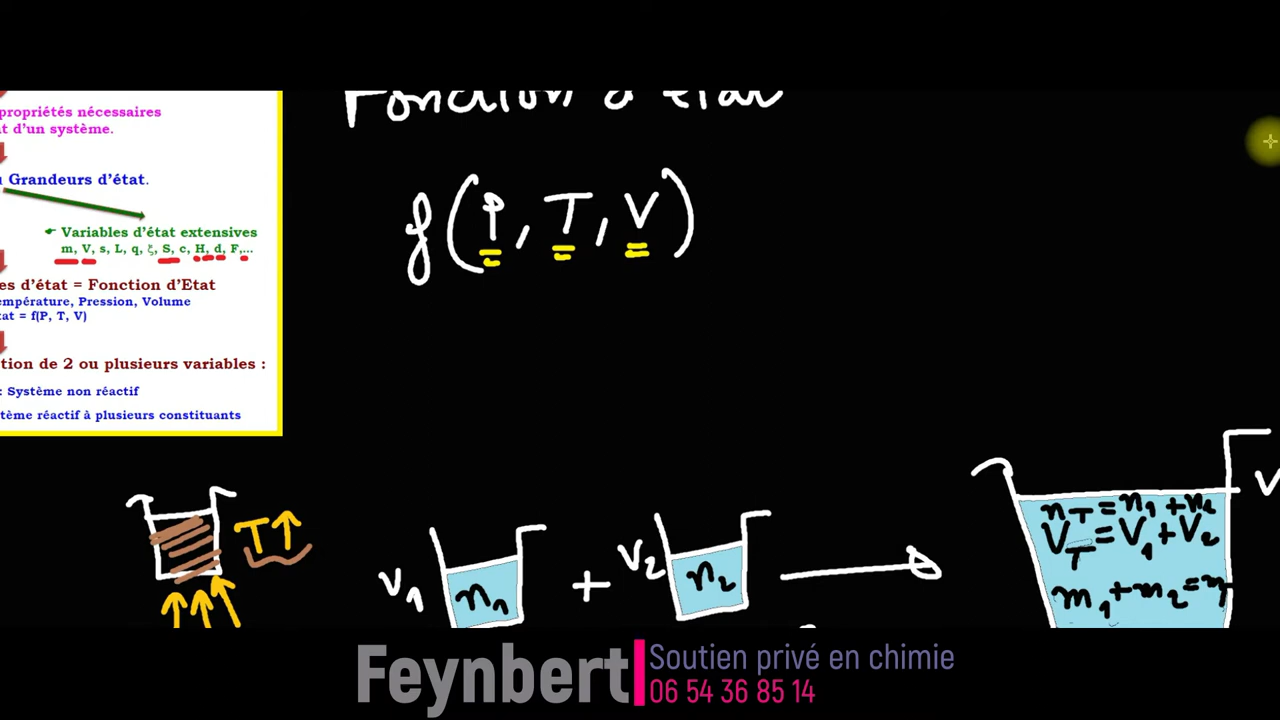 Fonction d'état
propriétés nécessaires
t d'un système.
Grandeurs d'état.
☛ Variables d'état extensives
m, V, s, L, q, ξ, S, c, H, d, F,...
es d'état = Fonction d'Etat
empérature, Pression, Volume
tat = f(P, T, V)
tion de 2 ou plusieurs variables :
: Système non réactif
tème réactif à plusieurs constituants
f(P, T, V)
T↑
V1
n1
+
V2
n2
V
nT = n1 + n2
VT = V1 + V2
m1 + m2 = m
Feynbert
Soutien privé en chimie
06 54 36 85 14